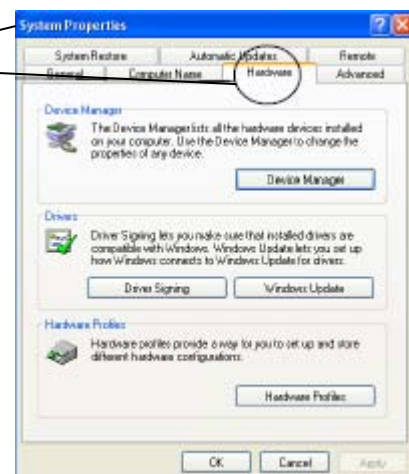 System Properties
System Restore Automatic Updates Remote
General Computer Name Hardware Advanced
Device Manager
The Device Manager lists all the hardware devices installed
on your computer. Use the Device Manager to change the
properties of any device.
Device Manager
Drivers
Driver Signing lets you make sure that installed drivers are
compatible with Windows. Windows Update lets you set up
how Windows connects to Windows Update for drivers.
Driver Signing Windows Update
Hardware Profiles
Hardware profiles provide a way for you to set up and store
different hardware configurations.
Hardware Profiles
OK Cancel Apply